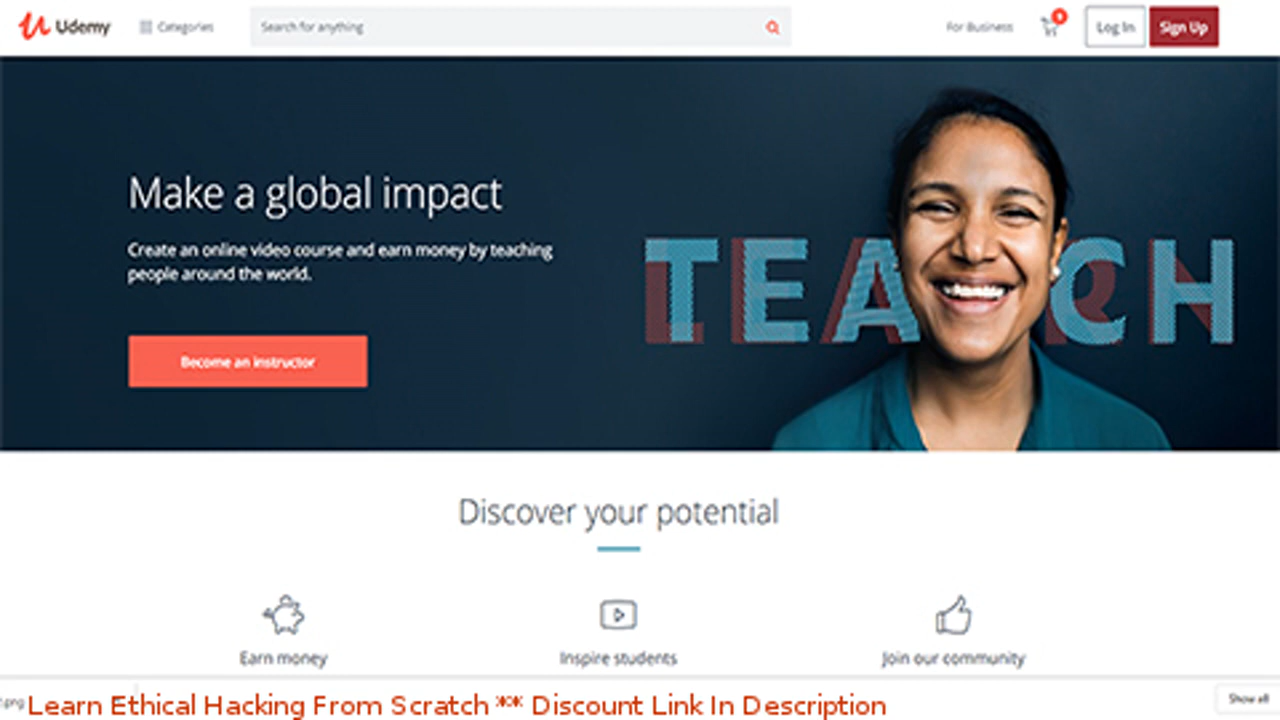 Udemy
Categories
Search for anything
For Business
Log In
Sign Up
Make a global impact
Create an online video course and earn money by teaching
people around the world.
TEACH
Become an instructor
Discover your potential
Earn money
Inspire students
Join our community
Learn Ethical Hacking From Scratch ** Discount Link In Description
Show all